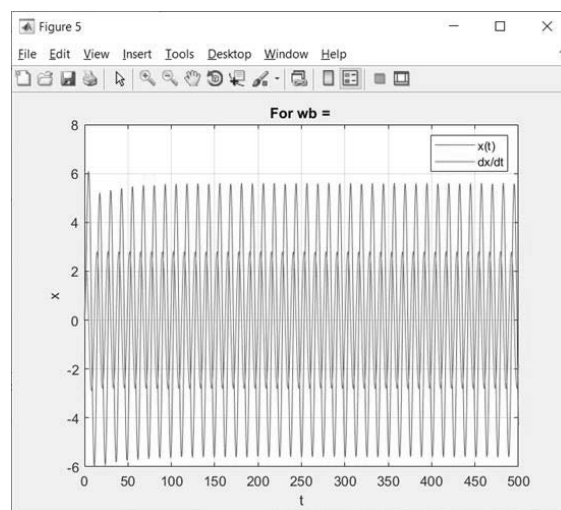 Figure 5
File Edit View Insert Tools Desktop Window Help
For wb =
8
x(t)
dx/dt
6
4
2
x
0
-2
-4
-6
0 50 100 150 200 250 300 350 400 450 500
t